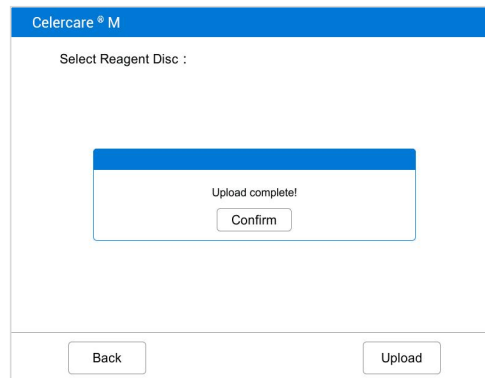 Celercare ® M
Select Reagent Disc :
Upload complete!
Confirm
Back
Upload